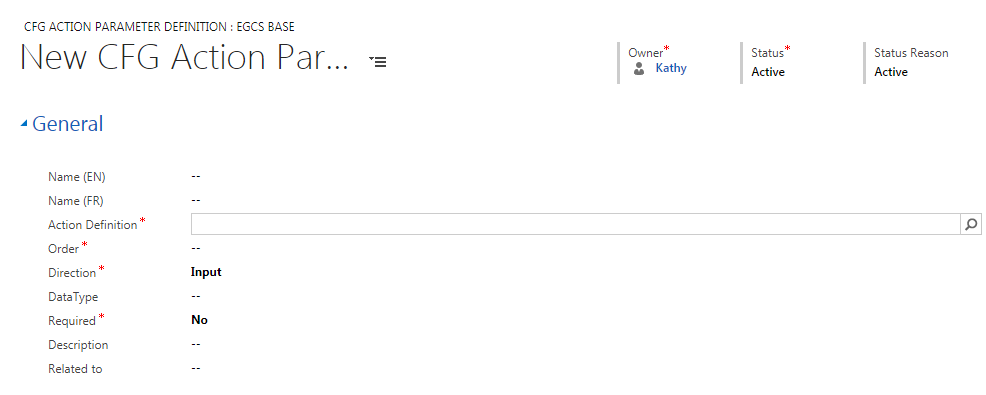 CFG ACTION PARAMETER DEFINITION : EGCS BASE
New CFG Action Par...
Owner* Status* Status Reason
Kathy Active Active
General
Name (EN) --
Name (FR) --
Action Definition*
Order* --
Direction* Input
DataType --
Required* No
Description --
Related to --